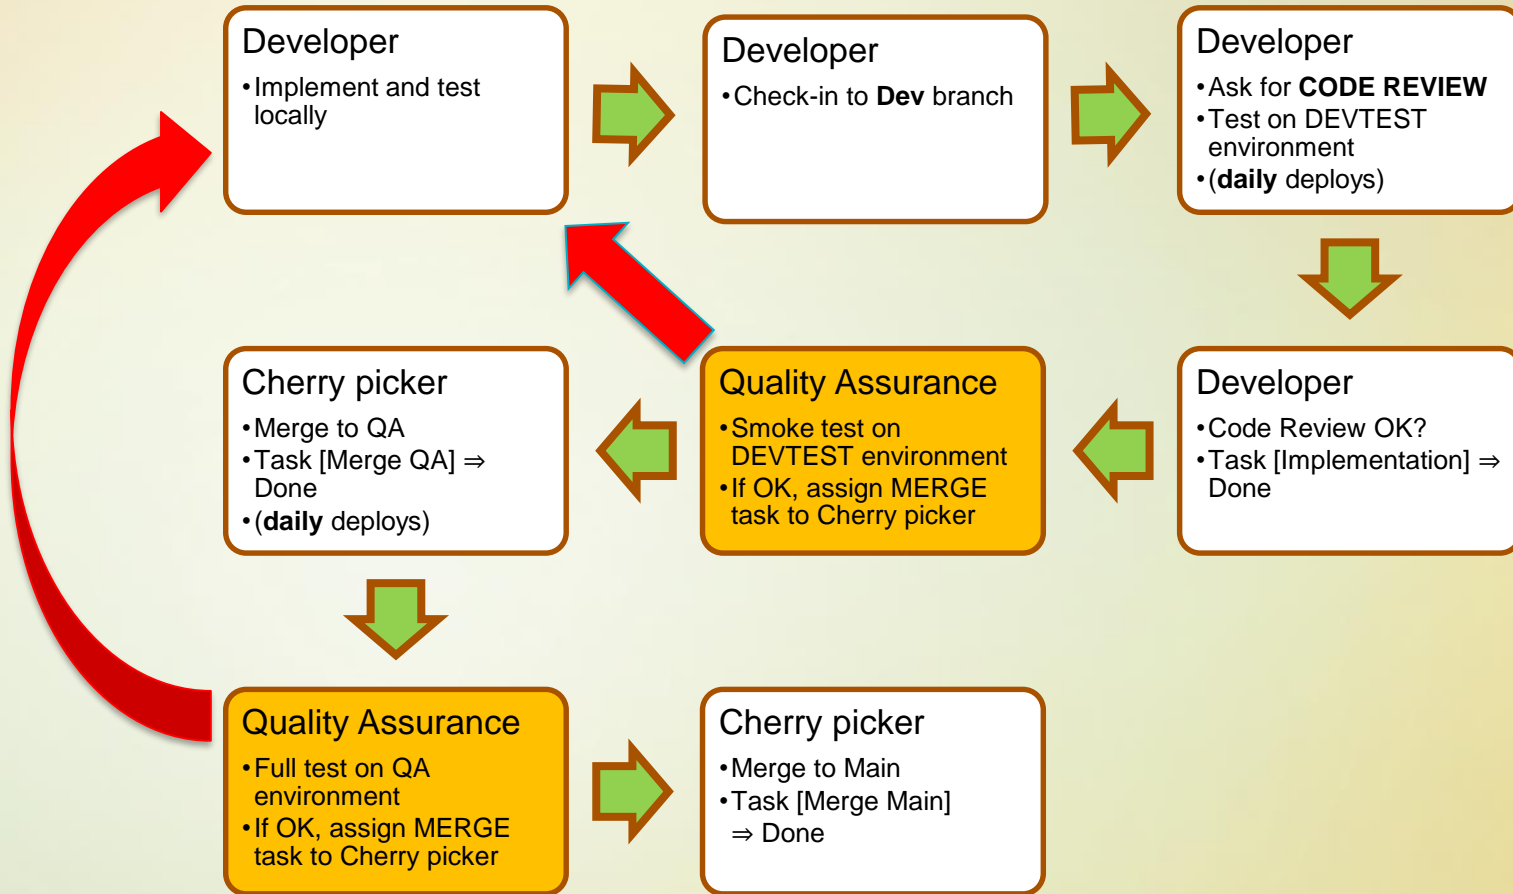 Developer
•Implement and test
locally
Developer
•Check-in to Dev branch
Developer
•Ask for CODE REVIEW
•Test on DEVTEST
environment
•(daily deploys)
Cherry picker
•Merge to QA
•Task [Merge QA] ⇒
Done
•(daily deploys)
Quality Assurance
•Smoke test on
DEVTEST environment
•If OK, assign MERGE
task to Cherry picker
Developer
•Code Review OK?
•Task [Implementation] ⇒
Done
Quality Assurance
•Full test on QA
environment
•If OK, assign MERGE
task to Cherry picker
Cherry picker
•Merge to Main
•Task [Merge Main]
⇒ Done